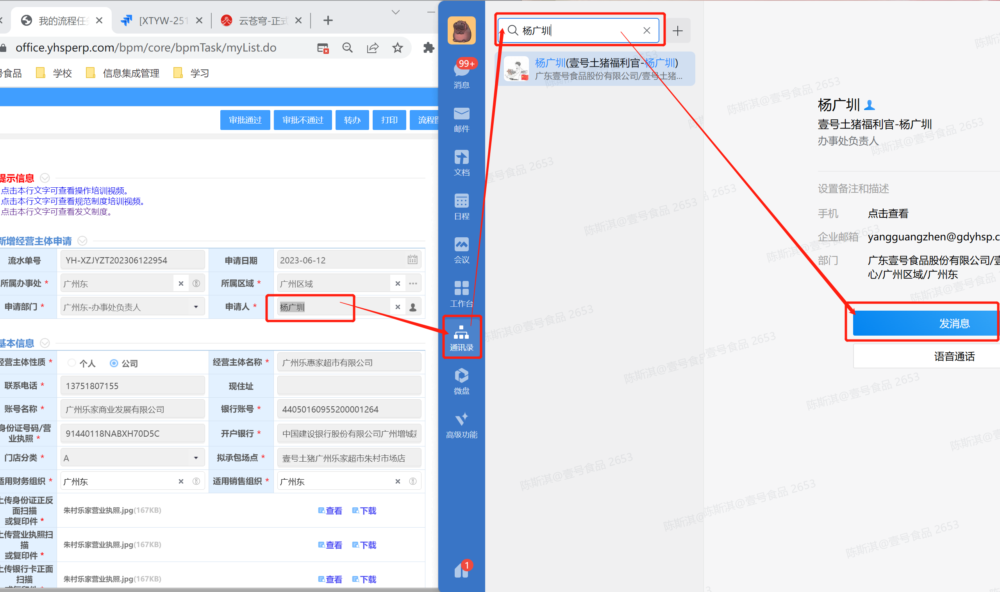 我的流程任务
[XTYW-251
云苍穹-正式
office.yhsperp.com/bpm/core/bpmTask/myList.do
号食品
学校
信息集成管理
学习
审批通过
审批不通过
转办
打印
流程图
提示信息
点击本行文字可查看操作培训视频。
点击本行文字可查看规范制度培训视频。
点击本行文字可查看发文制度。
新增经营主体申请
流水单号 YH-XZJYZT202306122954 申请日期 2023-06-12
所属办事处 * 广州东 所属区域 * 广州区域
申请部门 * 广州东-办事处负责人 申请人 * 杨广圳
基本信息
经营主体性质 * 个人 公司 经营主体名称 * 广州乐惠家超市有限公司
联系电话 * 13751807155 现住址
账号名称 * 广州乐家商业发展有限公司 银行账号 * 44050160955200001264
身份证号码/营
业执照 * 91440118NABXH70D5C 开户银行 * 中国建设银行股份有限公司广州增城
门店分类 * A 拟承包场点 * 壹号土猪广州乐家超市朱村市场店
适用财务组织 * 广州东 适用销售组织 * 广州东
上传身份证正反
面扫描
或复印件 *
朱村乐家营业执照.jpg(167KB) 查看 下载
上传营业执照扫
描
或复印件 *
朱村乐家营业执照.jpg(167KB) 查看 下载
上传银行卡正面
扫描
或复印件 *
朱村乐家营业执照.jpg(167KB) 查看 下载
99+
消息
邮件
文档
日程
会议
工作台
通讯录
微盘
高级功能
1
杨广圳
杨广圳(壹号土猪福利官-杨广圳)
广东壹号食品股份有限公司/壹号土猪...
杨广圳
壹号土猪福利官-杨广圳
办事处负责人
设置备注和描述
手机 点击查看
企业邮箱 yangguangzhen@gdyhsp.c
部门 广东壹号食品股份有限公司/壹
心/广州区域/广州东
发消息
语音通话
陈斯淇@壹号食品 2653